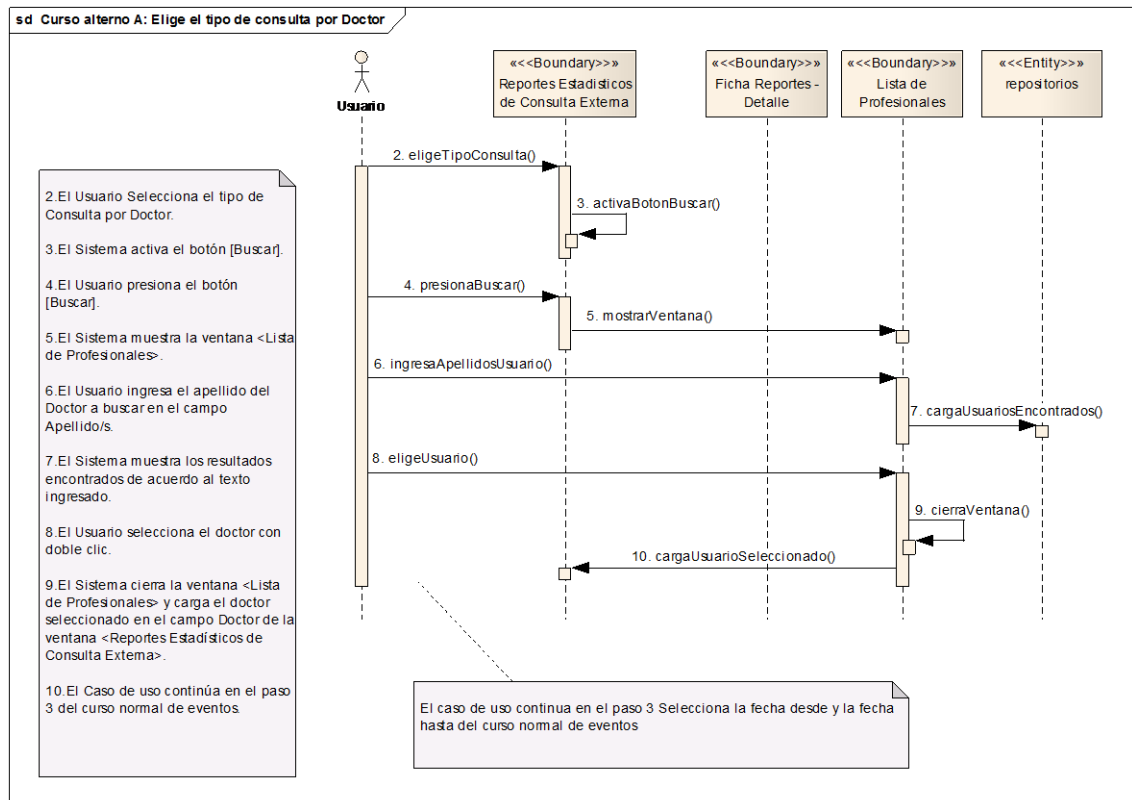 sd Curso alterno A: Elige el tipo de consulta por Doctor
Usuario
«<<Boundary>>»
Reportes Estadísticos
de Consulta Externa
«<<Boundary>>»
Ficha Reportes -
Detalle
«<<Boundary>>»
Lista de
Profesionales
«<<Entity>>»
repositorios
2. eligeTipoConsulta()
3. activaBotonBuscar()
4. presionaBuscar()
5. mostrarVentana()
6. ingresaApellidosUsuario()
7. cargaUsuariosEncontrados()
8. eligeUsuario()
9. cierraVentana()
10. cargaUsuarioSeleccionado()
2.El Usuario Selecciona el tipo de
Consulta por Doctor.
3.El Sistema activa el botón [Buscar].
4.El Usuario presiona el botón
[Buscar].
5.El Sistema muestra la ventana <Lista
de Profesionales>.
6.El Usuario ingresa el apellido del
Doctor a buscar en el campo
Apellido/s.
7.El Sistema muestra los resultados
encontrados de acuerdo al texto
ingresado.
8.El Usuario selecciona el doctor con
doble clic.
9.El Sistema cierra la ventana <Lista
de Profesionales> y carga el doctor
seleccionado en el campo Doctor de la
ventana <Reportes Estadísticos de
Consulta Externa>.
10.El Caso de uso continúa en el paso
3 del curso normal de eventos.
El caso de uso continua en el paso 3 Selecciona la fecha desde y la fecha
hasta del curso normal de eventos